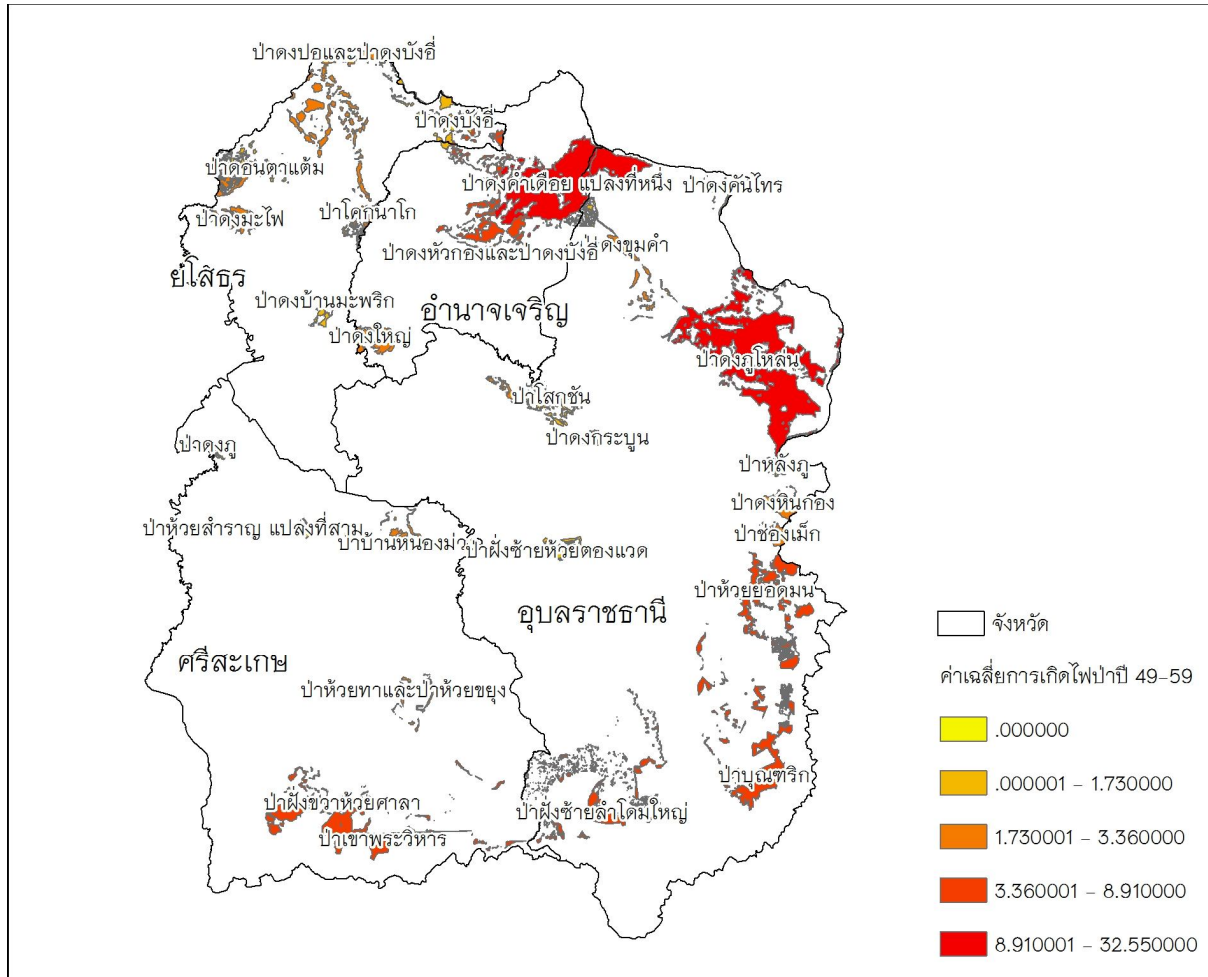 ป่าดงปอและป่าดงบังอี่
ป่าดงบังอี่
ป่าดอนตาแต้ม
ป่าดงคำเดือย แปลงที่หนึ่ง
ป่าดงคันไทร
ป่าดงมะไฟ
ป่าโคกนาโก
ป่าดงหัวกองและป่าดงบังอี่
ดงขุมคำ
ยโสธร
ป่าดงบ้านมะพริก
อำนาจเจริญ
ป่าดงใหญ่
ป่าดงภูโหล่น
ป่าโสกชัน
ป่าดงกระบูน
ป่าดงภู
ป่าหลังภู
ป่าดงหินกอง
ป่าห้วยสำราญ แปลงที่สาม
ป่าบ้านหนองม่ว
ป่าฝั่งซ้ายห้วยตองแวด
ป่าช่องเม็ก
ป่าห้วยยอดมน
อุบลราชธานี
จังหวัด
ศรีสะเกษ
ค่าเฉลี่ยการเกิดไฟป่าปี 49-59
ป่าห้วยทาและป่าห้วยขยุง
.000000
ป่าบุณฑริก
.000001 - 1.730000
ป่าฝั่งขวาห้วยศาลา
ป่าฝั่งซ้ายลำโดมใหญ่
ป่าเขาพระวิหาร
1.730001 - 3.360000
3.360001 - 8.910000
8.910001 - 32.550000